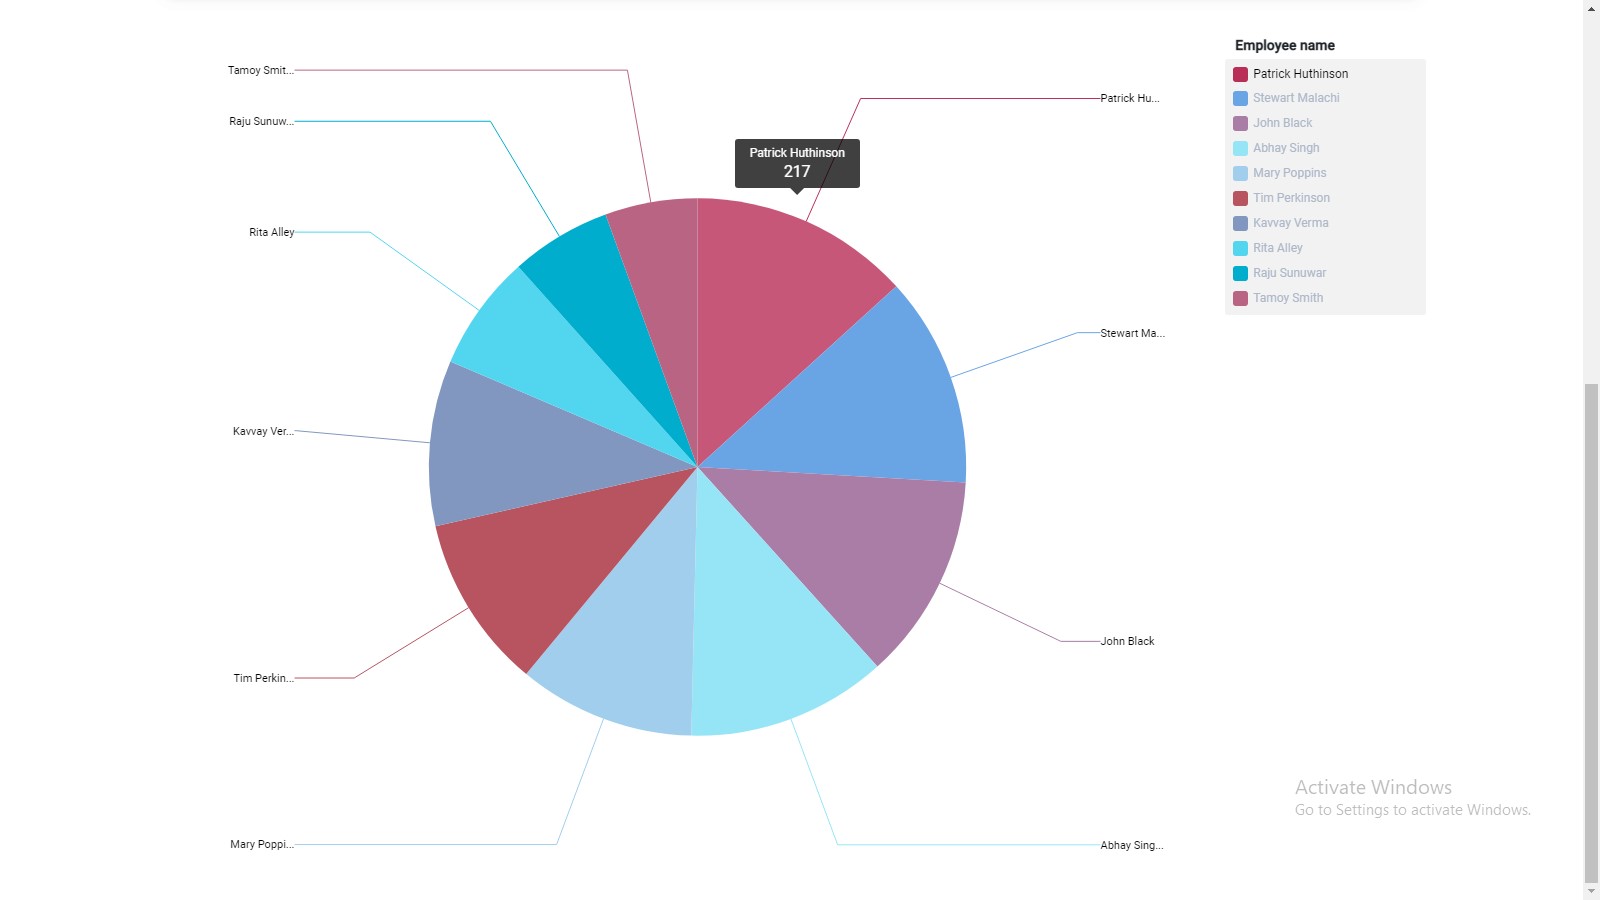 Employee name
Patrick Huthinson
Stewart Malachi
John Black
Abhay Singh
Mary Poppins
Tim Perkinson
Kavvay Verma
Rita Alley
Raju Sunuwar
Tamoy Smith
Tamoy Smit...
Patrick Hu...
Raju Sunuw...
Patrick Huthinson
217
Rita Alley
Stewart Ma...
Kavvay Ver...
John Black
Tim Perkin...
Mary Poppi...
Abhay Sing...
Activate Windows
Go to Settings to activate Windows.